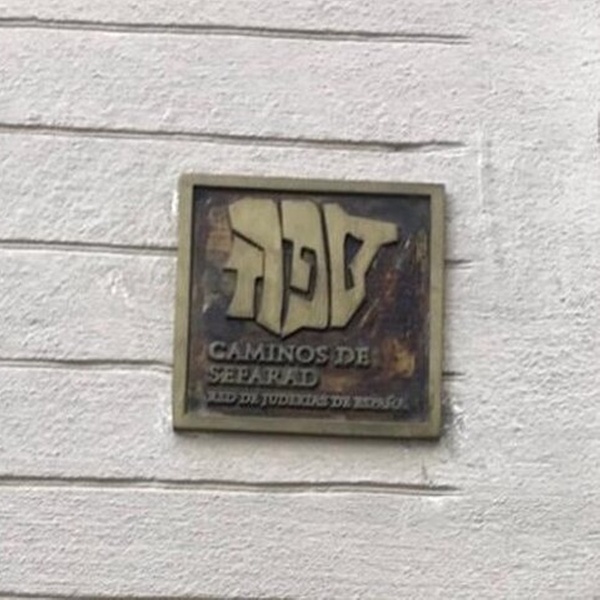 ספרד
CAMINOS DE
SEFARAD
RED DE JUDERIAS DE ESPAÑA